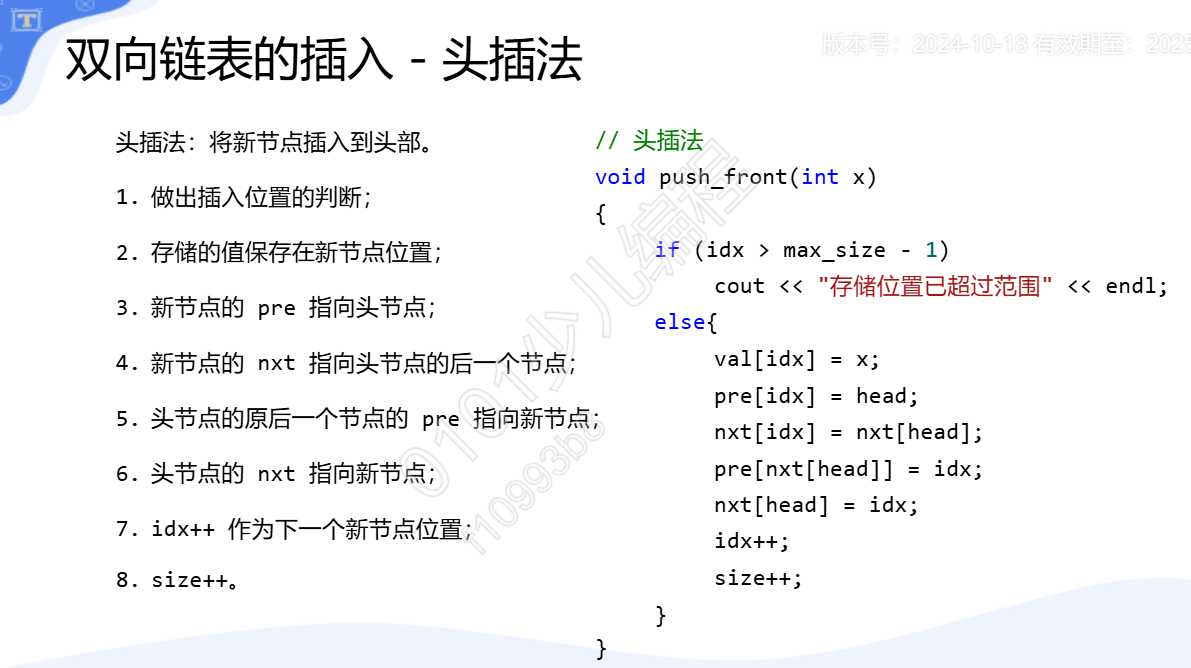 T
版本号：2024-10-18 有效期至：2025
双向链表的插入 - 头插法
头插法：将新节点插入到头部。
1. 做出插入位置的判断；
2. 存储的值保存在新节点位置；
3. 新节点的 pre 指向头节点；
4. 新节点的 nxt 指向头节点的后一个节点；
5. 头节点的原后一个节点的 pre 指向新节点；
6. 头节点的 nxt 指向新节点；
7. idx++ 作为下一个新节点位置；
8. size++。
// 头插法
void push_front(int x)
{
if (idx > max_size - 1)
cout << "存储位置已超过范围" << endl;
else{
val[idx] = x;
pre[idx] = head;
nxt[idx] = nxt[head];
pre[nxt[head]] = idx;
nxt[head] = idx;
idx++;
size++;
}
}
0101少儿编程